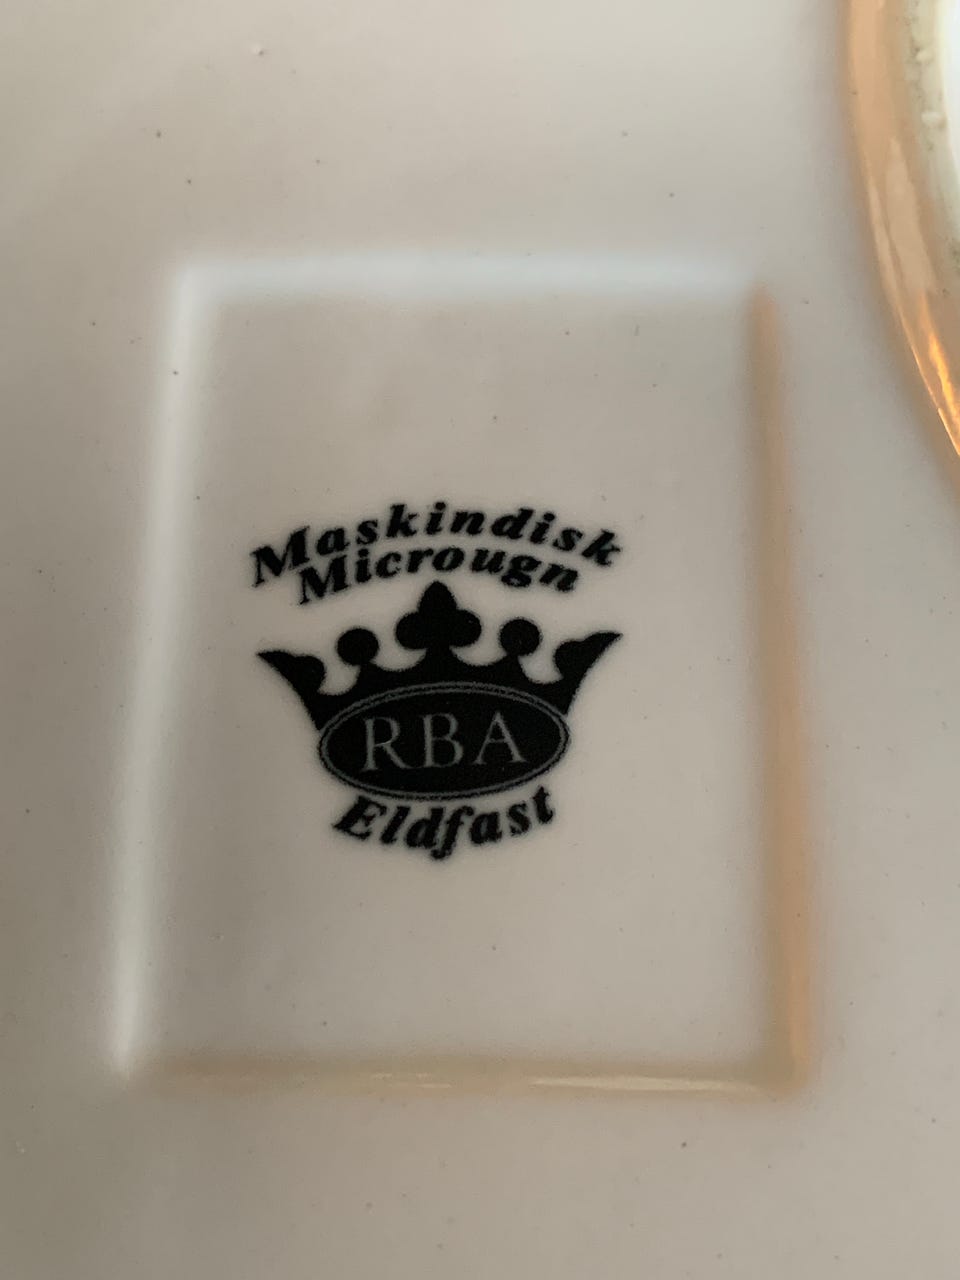 Maskindisk
Microugn
RBA
Eldfast